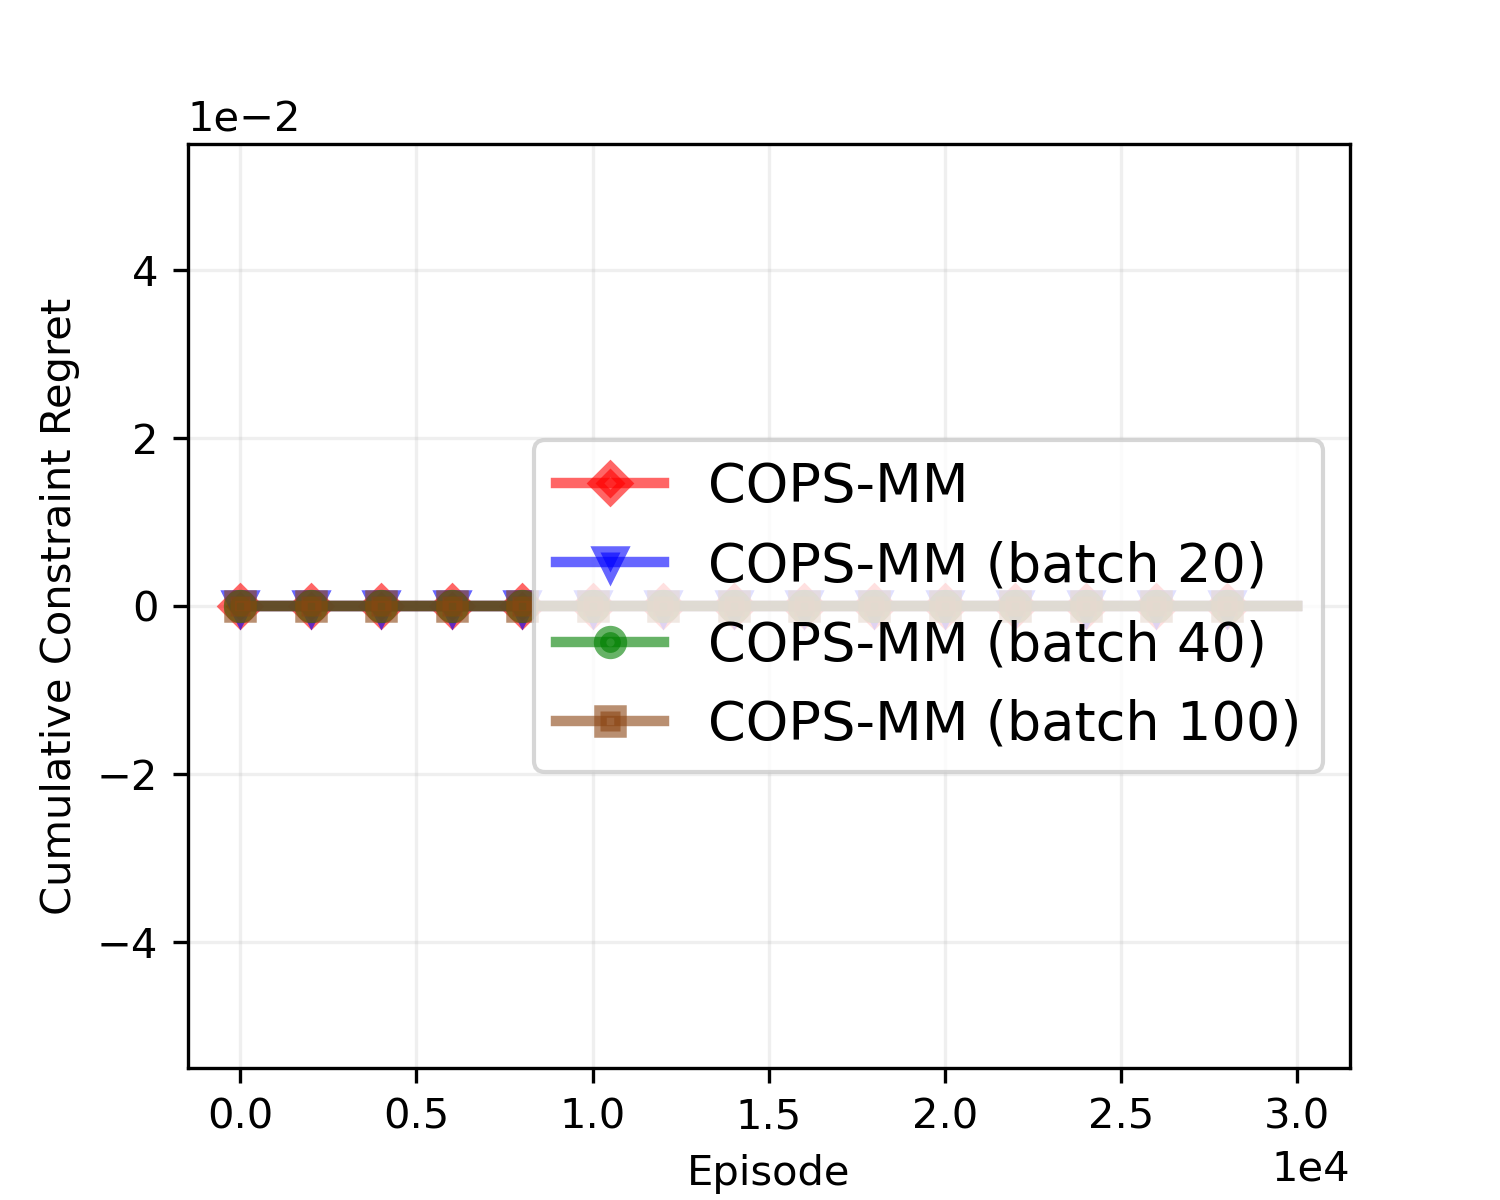 1e−2
Cumulative Constraint Regret
4
2
0
−2
−4
COPS-MM
COPS-MM (batch 20)
COPS-MM (batch 40)
COPS-MM (batch 100)
0.0 0.5 1.0 1.5 2.0 2.5 3.0
Episode
1e4